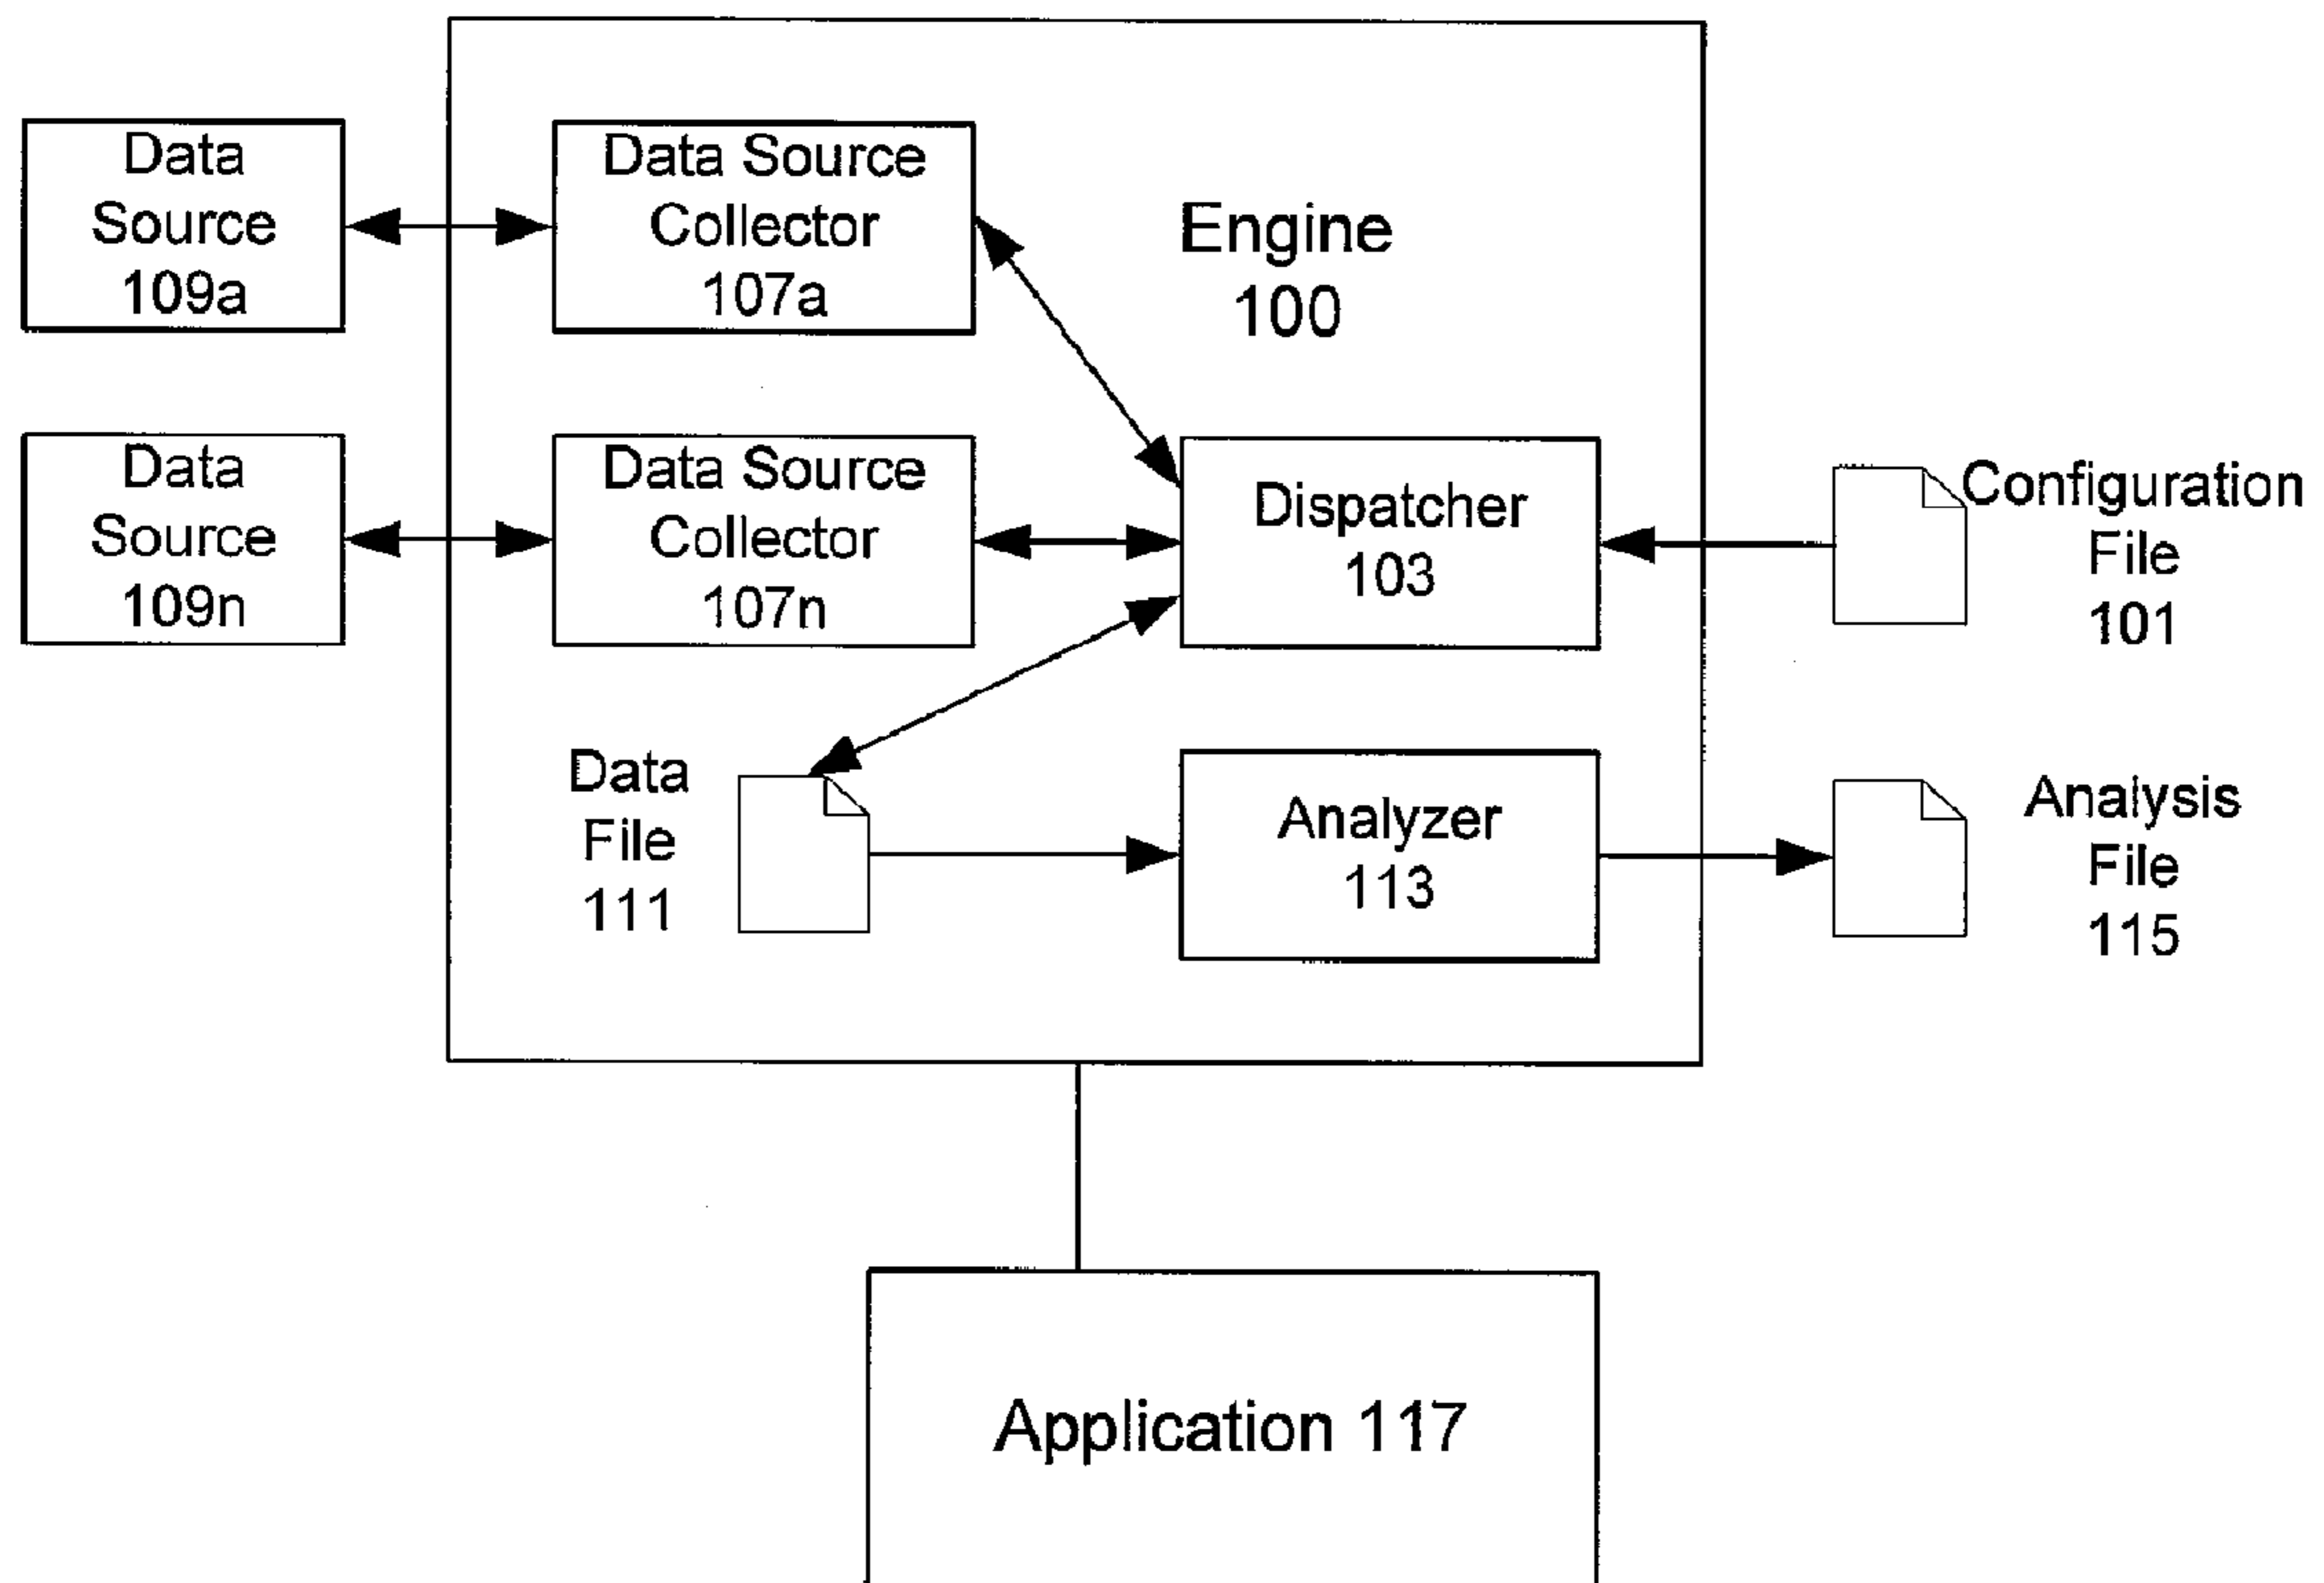 Data
Source
109a
Data Source
Collector
107a
Engine
100
Data
Source
109n
Data Source
Collector
107n
Dispatcher
103
Configuration
File
101
Data
File
111
Analyzer
113
Analysis
File
115
Application 117